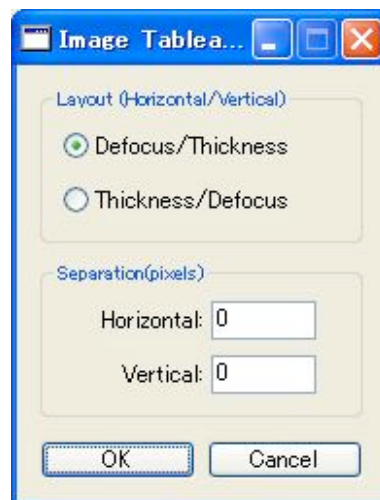 Image Tablea...
Layout (Horizontal/Vertical)
Defocus/Thickness
Thickness/Defocus
Separation(pixels)
Horizontal: 0
Vertical: 0
OK Cancel